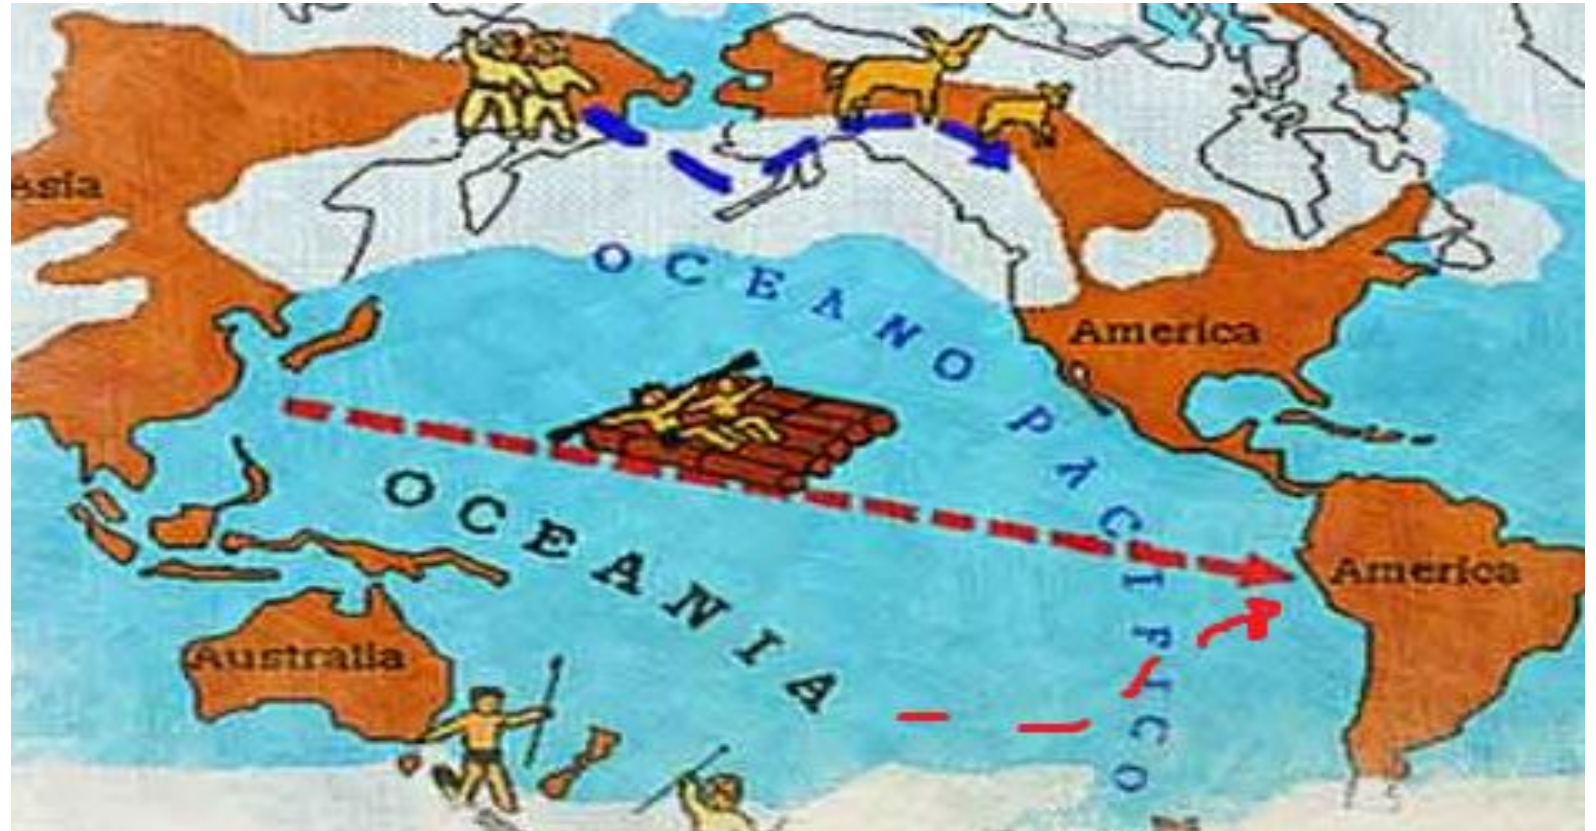 Asia
OCEANO PACIFICO
America
OCEANIA
America
Australia